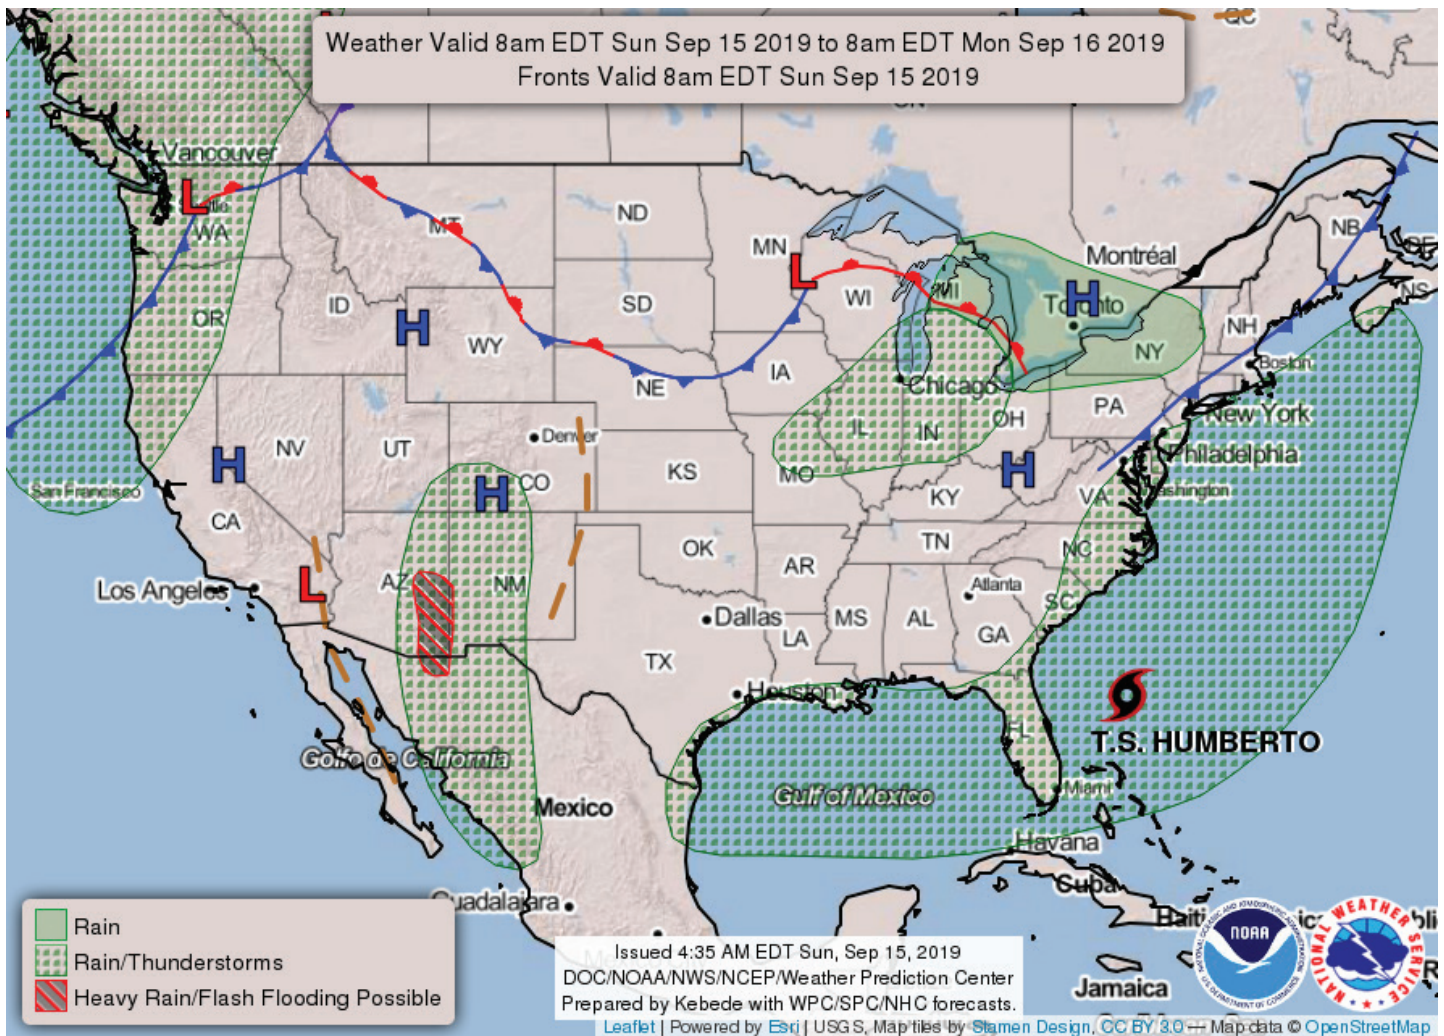 QC
Weather Valid 8am EDT Sun Sep 15 2019 to 8am EDT Mon Sep 16 2019
Fronts Valid 8am EDT Sun Sep 15 2019
Vancouver
L
WA
MT
ND
MN
L
WI
MI
Montréal
NB
NS
OR
ID
H
WY
SD
H
Toronto
NY
NH
Boston
NE
IA
Chicago
PA
New York
NV
UT
Denver
IL
IN
OH
H
H
CO
H
KS
MO
KY
VA
Philadelphia
Washington
San Francisco
CA
OK
TN
NC
Los Angeles
L
AZ
NM
AR
Atlanta
SC
Dallas
LA
MS
AL
GA
TX
Houston
FL
T.S. HUMBERTO
Golfo de California
Mexico
Gulf of Mexico
Miami
Havana
Cuba
Guadalajara
Haiti
Jamaica
Rain
Rain/Thunderstorms
Heavy Rain/Flash Flooding Possible
Issued 4:35 AM EDT Sun, Sep 15, 2019
DOC/NOAA/NWS/NCEP/Weather Prediction Center
Prepared by Kebede with WPC/SPC/NHC forecasts.
NOAA
NATIONAL WEATHER SERVICE
Leaflet | Powered by Esri | USGS, Map tiles by Stamen Design, CC BY 3.0 — Map data © OpenStreetMap